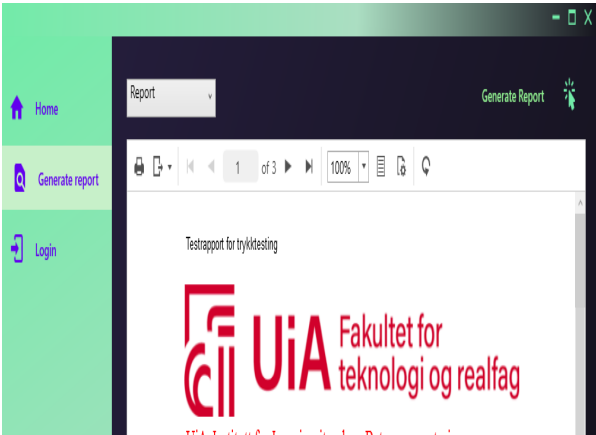 Report
Generate Report
Home
Generate report
Login
1 of 3
100%
Testrapport for trykktesting
UiA Fakultet for
teknologi og realfag